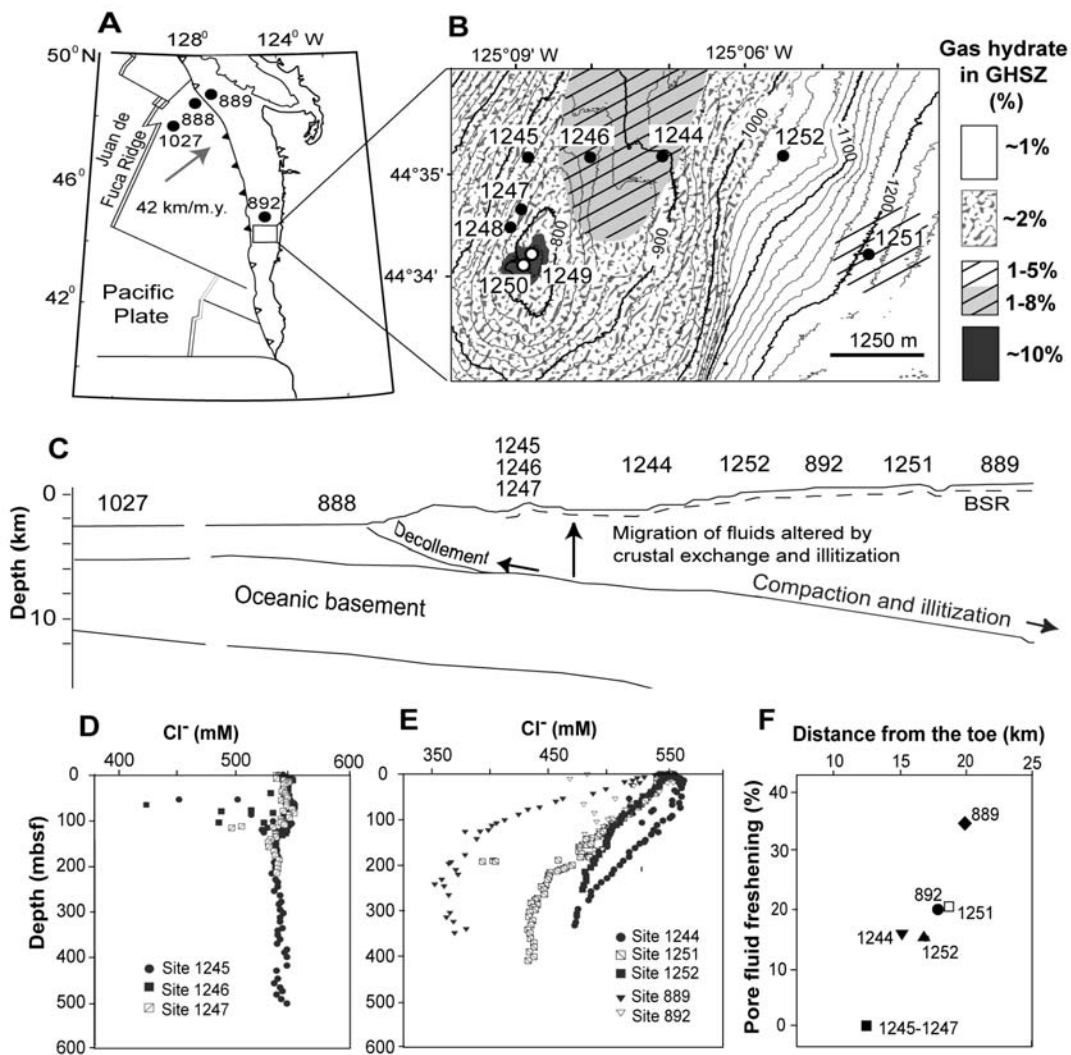 A
B
50° N
128°
124° W
889
888
1027
Juan de
Fuca Ridge
46°
42 km/m.y.
892
42°
Pacific
Plate
125°09' W
125°06' W
44°35'
44°34'
1245
1246
1244
1252
1247
1248
1250
1249
1251
800
900
1000
1100
1200
1250 m
Gas hydrate
in GHSZ
(%)
~1%
~2%
1-5%
1-8%
~10%
C
1027
888
1245
1246
1247
1244
1252
892
1251
889
BSR
Depth (km)
0
10
Decollement
Migration of fluids altered by
crustal exchange and illitization
Oceanic basement
Compaction and illitization
D
Cl⁻ (mM)
400
500
600
Depth (mbsf)
0
100
200
300
400
500
600
Site 1245
Site 1246
Site 1247
E
Cl⁻ (mM)
350
450
550
0
100
200
300
400
500
600
Site 1244
Site 1251
Site 1252
Site 889
Site 892
F
Distance from the toe (km)
10
15
20
25
Pore fluid freshening (%)
40
30
20
10
0
889
892
1251
1244
1252
1245-1247